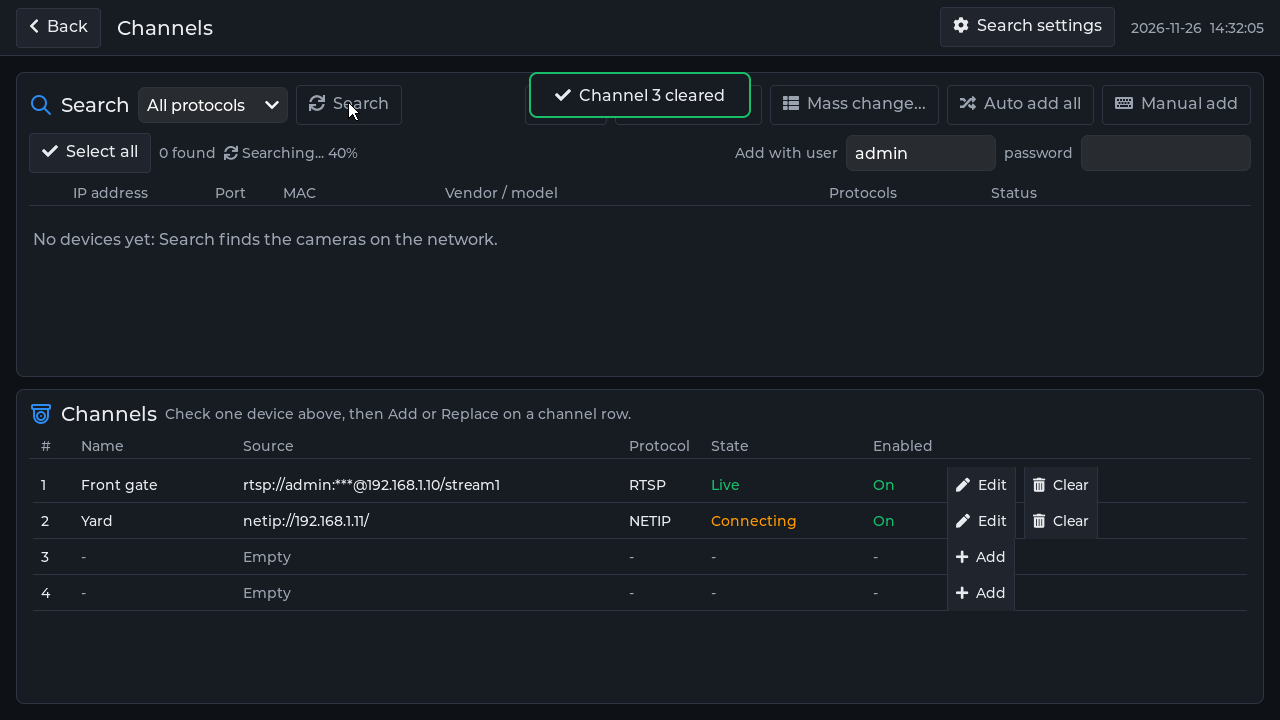 Back Channels Search settings 2026-11-26 14:32:05
Search All protocols Search Channel 3 cleared Mass change... Auto add all Manual add
Select all 0 found Searching... 40% Add with user admin password
IP address Port MAC Vendor / model Protocols Status
No devices yet: Search finds the cameras on the network.
Channels Check one device above, then Add or Replace on a channel row.
# Name Source Protocol State Enabled
1 Front gate rtsp://admin:***@192.168.1.10/stream1 RTSP Live On Edit Clear
2 Yard netip://192.168.1.11/ NETIP Connecting On Edit Clear
3 - Empty - - - Add
4 - Empty - - - Add